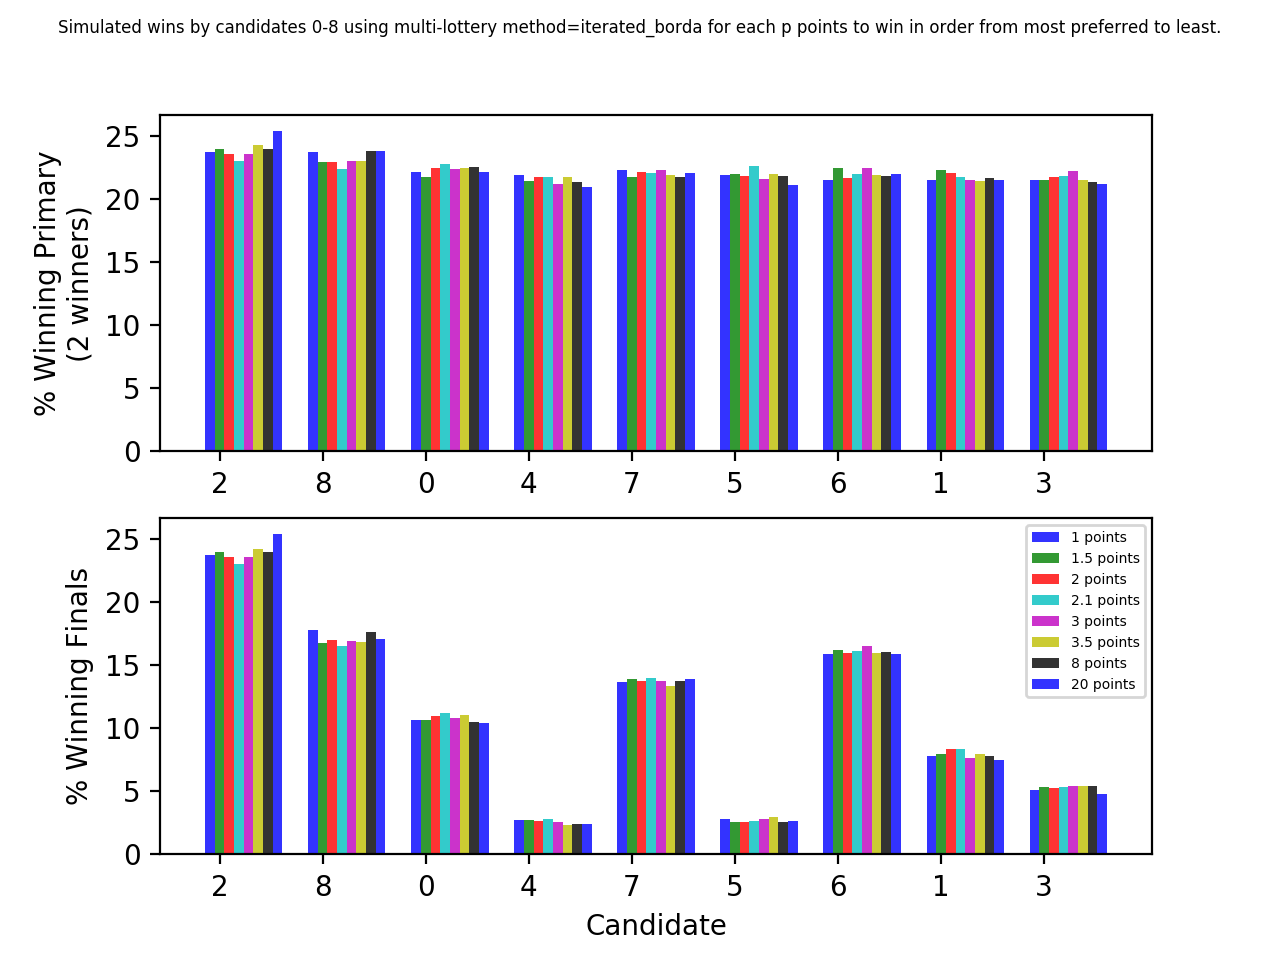 Simulated wins by candidates 0-8 using multi-lottery method=iterated_borda for each p points to win in order from most preferred to least.
% Winning Primary
(2 winners)
25
20
15
10
5
0
2 8 0 4 7 5 6 1 3
% Winning Finals
25
20
15
10
5
0
1 points
1.5 points
2 points
2.1 points
3 points
3.5 points
8 points
20 points
2 8 0 4 7 5 6 1 3
Candidate